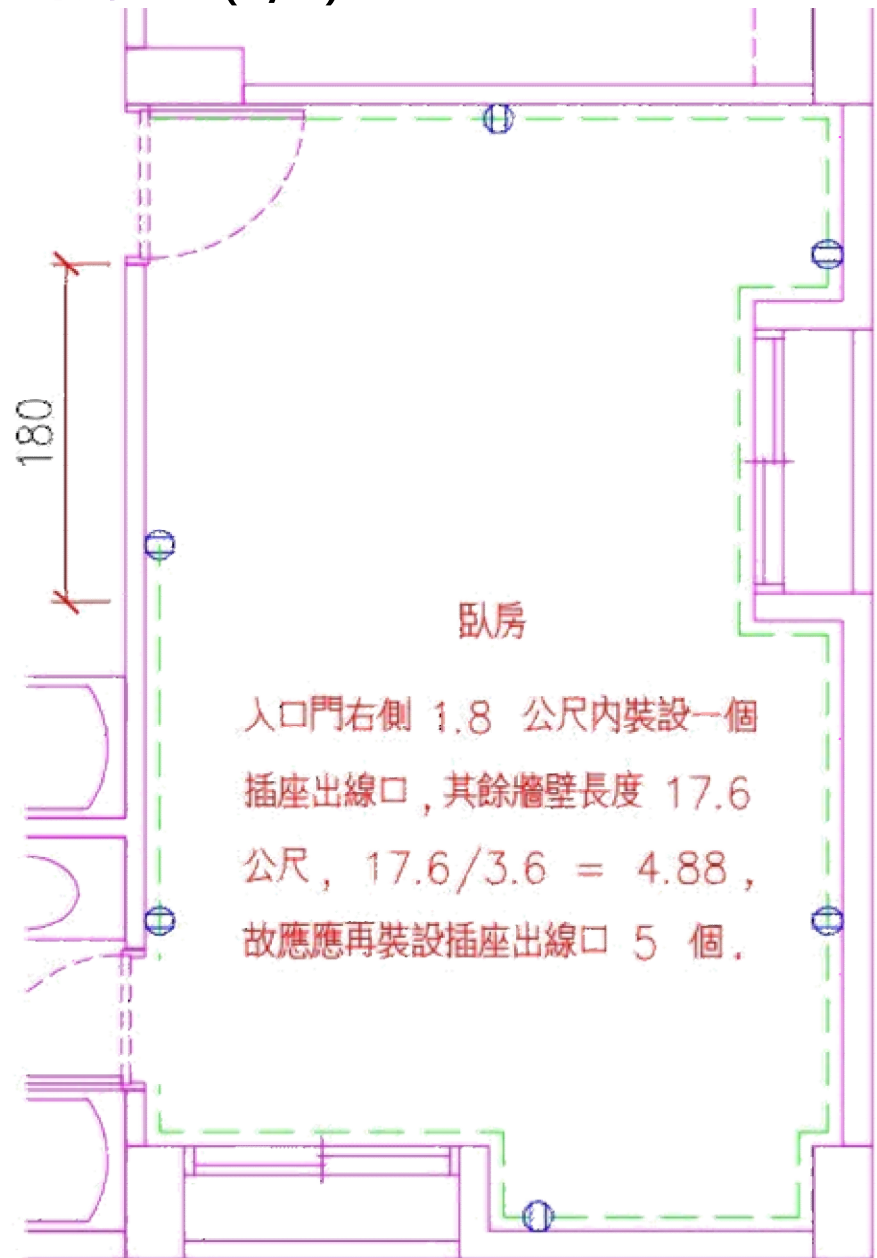 180
臥房
入口門右側 1.8 公尺內裝設一個
插座出線口，其餘牆壁長度 17.6
公尺，17.6/3.6 = 4.88，
故應應再裝設插座出線口 5 個．